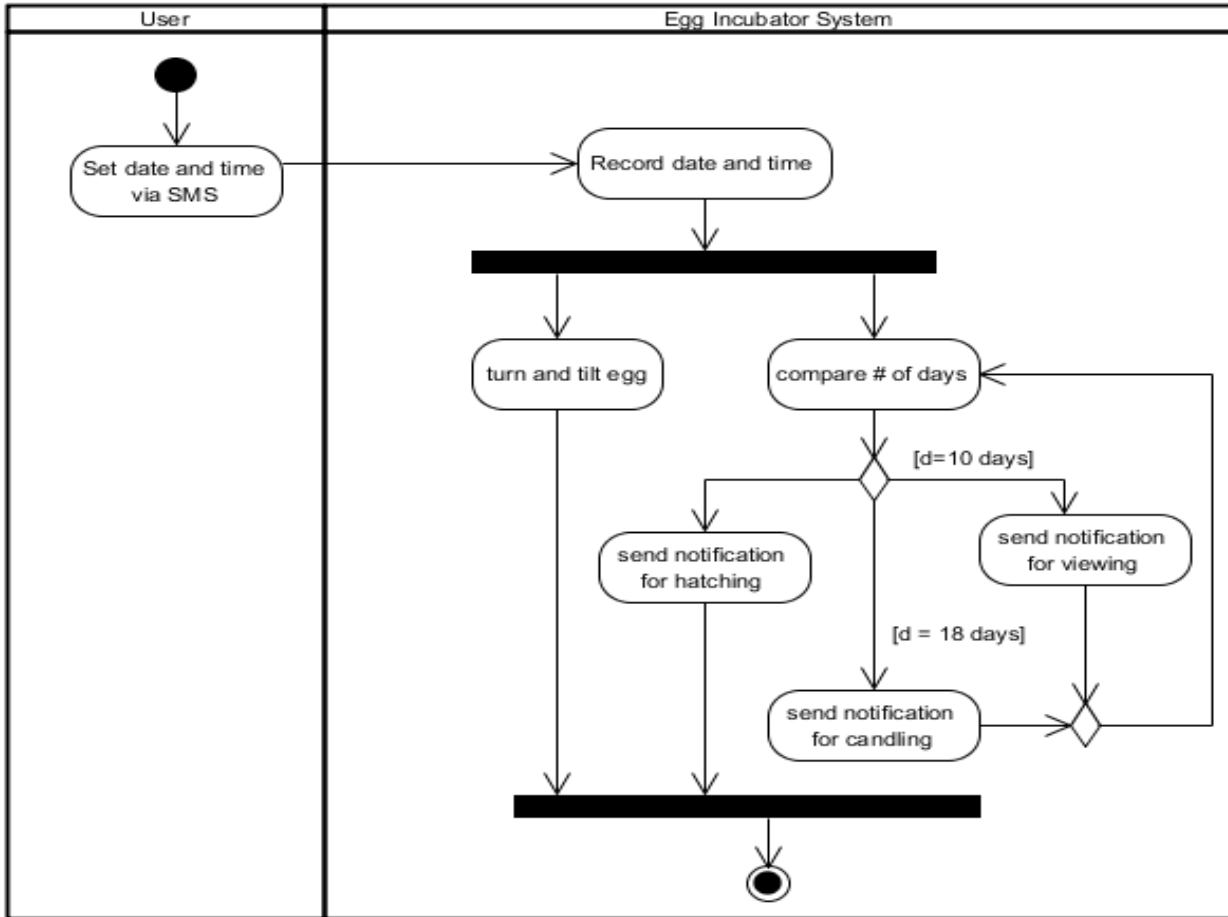 User
Egg Incubator System
Set date and time
via SMS
Record date and time
turn and tilt egg
compare # of days
[d=10 days]
send notification
for hatching
send notification
for viewing
[d = 18 days]
send notification
for candling